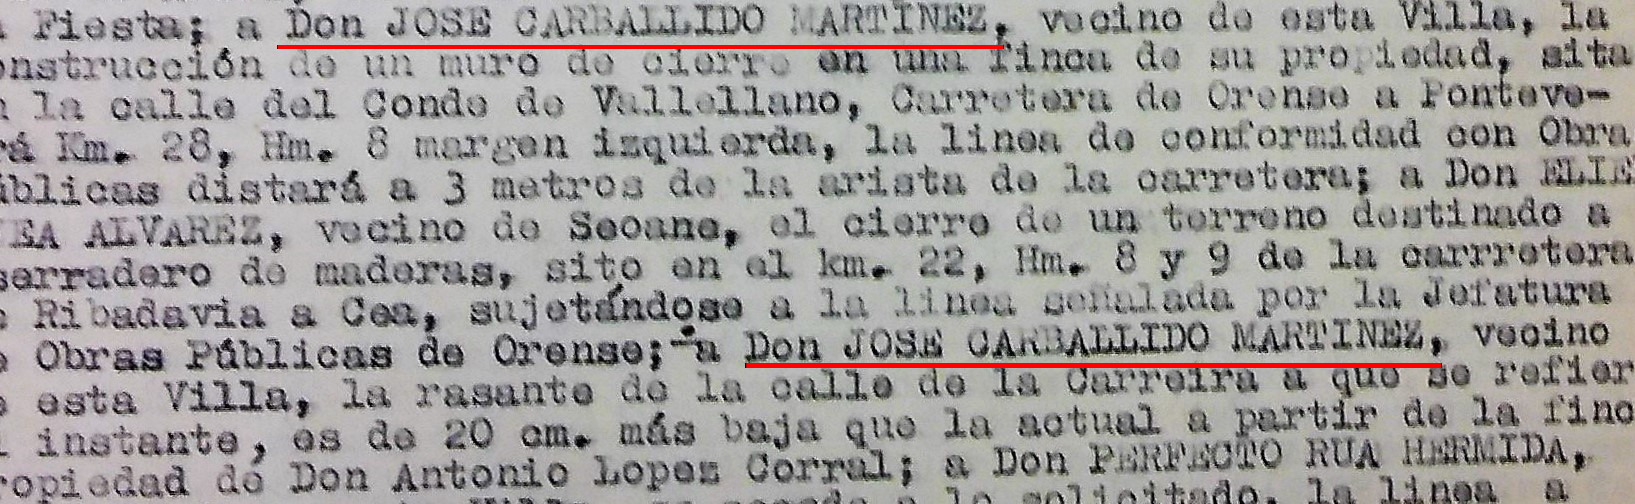 Fiesta; a Don JOSE CARBALLIDO MARTINEZ, vecino de esta Villa, la
onstrucción de un muro de cierre en una finca de su propiedad, sita
la calle del Conde de Vallellano, Carretera de Orense a Ponteve-
rá Km. 28, Hm. 8 margen izquierda, la linea de conformidad con Obra
úblicas distará a 3 metros de la arista de la carretera; a Don ELIE
EA ALVAREZ, vecino de Seoane, el cierre de un terreno destinado a
serradero de maderas, sito en el km. 22, Hm. 8 y 9 de la carrretera
Ribadavia a Cea, sujetándose a la linea señalada por la Jefatura
Obras Públicas de Orense; a Don JOSE CARBALLIDO MARTINEZ, vecino
esta Villa, la rasante de la calle de la Carreira a que se refier
instante, es de 20 cm. más baja que la actual a partir de la finc
ropiedad de Don Antonio Lopez Corral; a Don PERFECTO RUA HERMIDA,
lo solicitado, la linea a